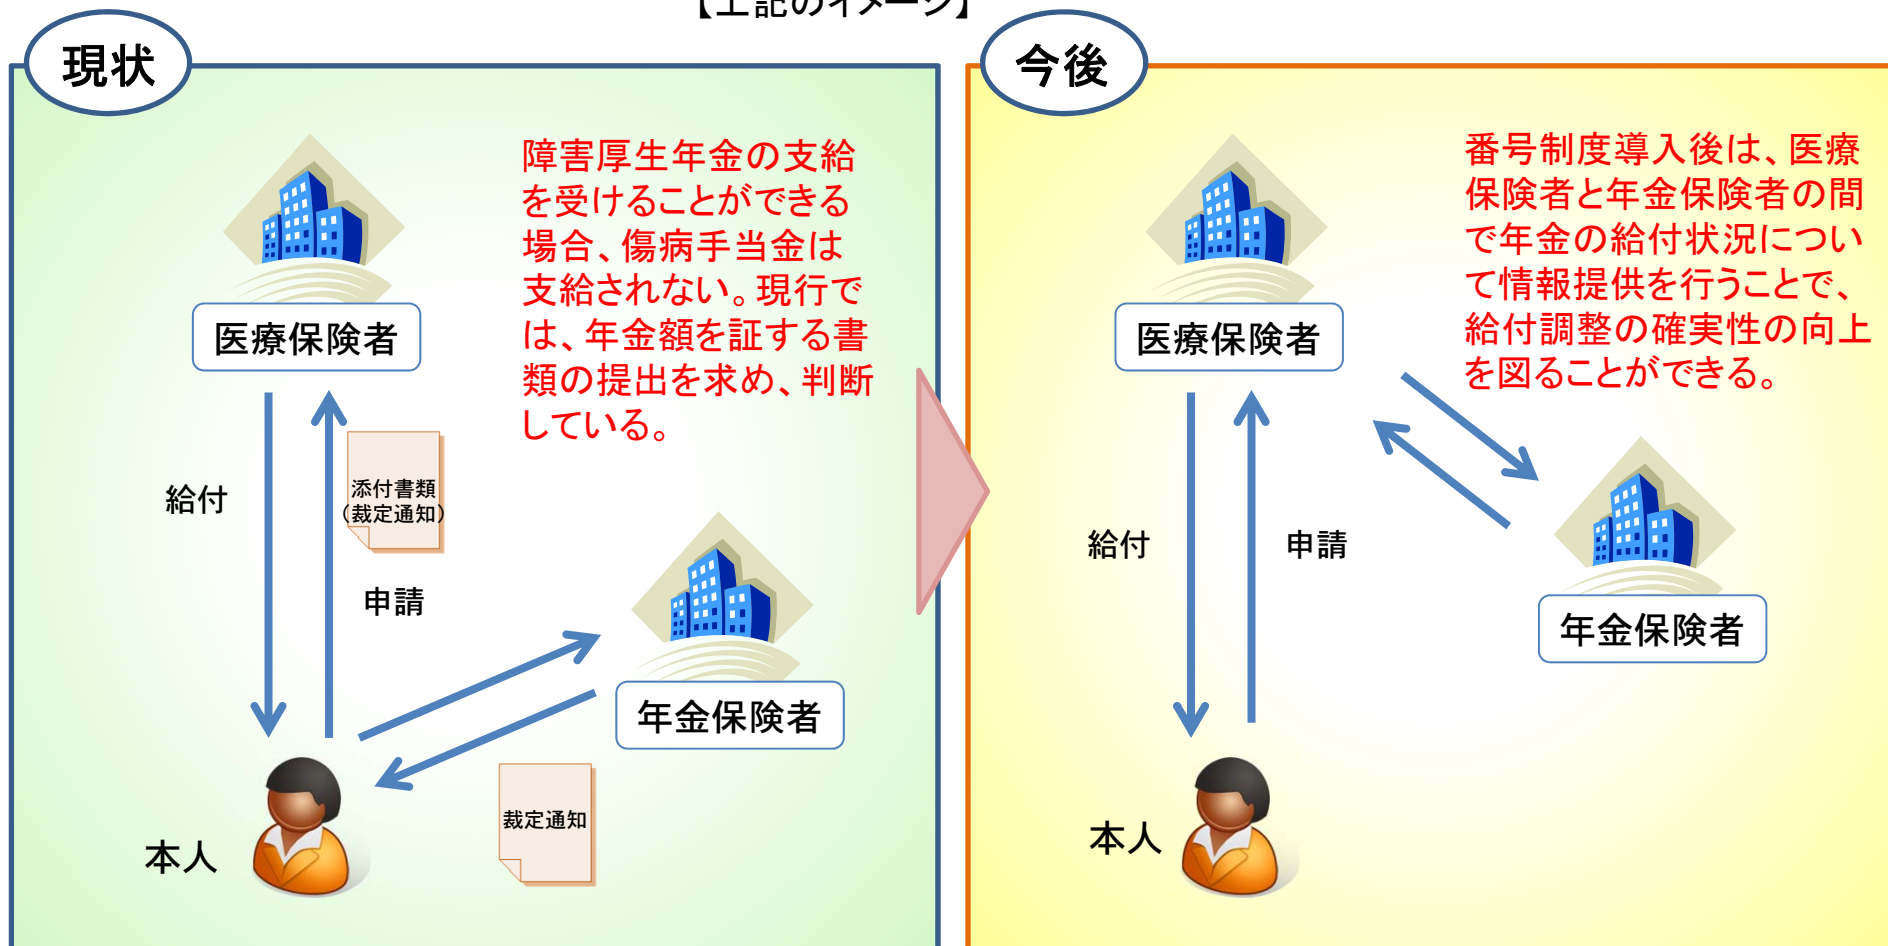 【上記のイメージ】
現状
障害厚生年金の支給
を受けることができる
場合、傷病手当金は
支給されない。現行で
は、年金額を証する書
類の提出を求め、判断
している。
医療保険者
給付
添付書類
（裁定通知）
申請
年金保険者
裁定通知
本人
今後
番号制度導入後は、医療
保険者と年金保険者の間
で年金の給付状況につい
て情報提供を行うことで、
給付調整の確実性の向上
を図ることができる。
医療保険者
給付
申請
年金保険者
本人